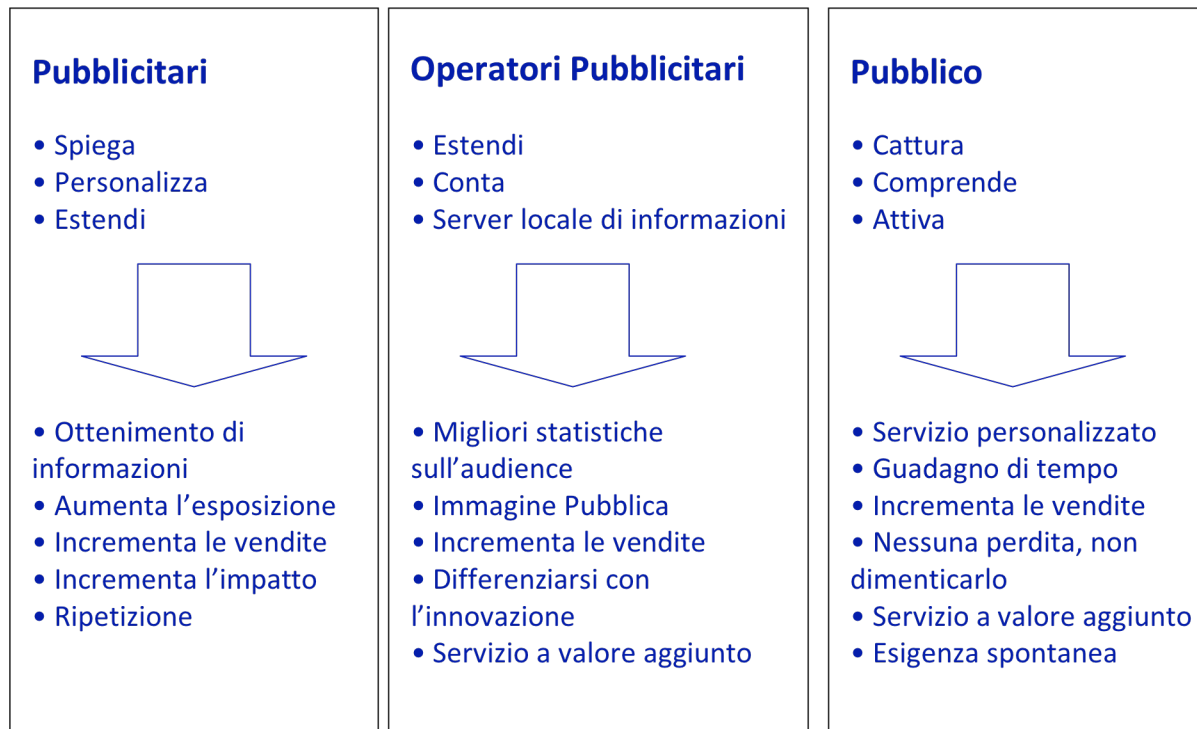 Pubblicitari
• Spiega
• Personalizza
• Estendi
• Ottenimento di
informazioni
• Aumenta l’esposizione
• Incrementa le vendite
• Incrementa l’impatto
• Ripetizione
Operatori Pubblicitari
• Estendi
• Conta
• Server locale di informazioni
• Migliori statistiche
sull’audience
• Immagine Pubblica
• Incrementa le vendite
• Differenziarsi con
l’innovazione
• Servizio a valore aggiunto
Pubblico
• Cattura
• Comprende
• Attiva
• Servizio personalizzato
• Guadagno di tempo
• Incrementa le vendite
• Nessuna perdita, non
dimenticarlo
• Servizio a valore aggiunto
• Esigenza spontanea